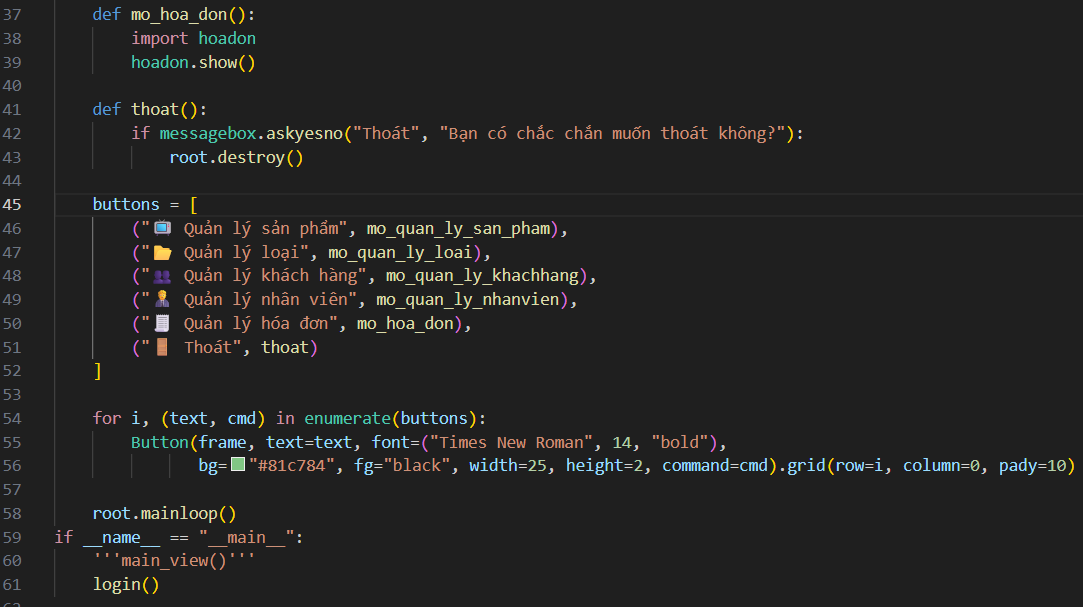 37 def mo_hoa_don():
38 import hoadon
39 hoadon.show()
40
41 def thoat():
42 if messagebox.askyesno("Thoát", "Bạn có chắc chắn muốn thoát không?"):
43 root.destroy()
44
45 buttons = [
46 ("📺 Quản lý sản phẩm", mo_quan_ly_san_pham),
47 ("📂 Quản lý loại", mo_quan_ly_loai),
48 ("👥 Quản lý khách hàng", mo_quan_ly_khachhang),
49 ("👨‍💼 Quản lý nhân viên", mo_quan_ly_nhanvien),
50 ("🧾 Quản lý hóa đơn", mo_hoa_don),
51 ("🚪 Thoát", thoat)
52 ]
53
54 for i, (text, cmd) in enumerate(buttons):
55 Button(frame, text=text, font=("Times New Roman", 14, "bold"),
56 bg="#81c784", fg="black", width=25, height=2, command=cmd).grid(row=i, column=0, pady=10)
57
58 root.mainloop()
59 if __name__ == "__main__":
60 '''main_view()'''
61 login()